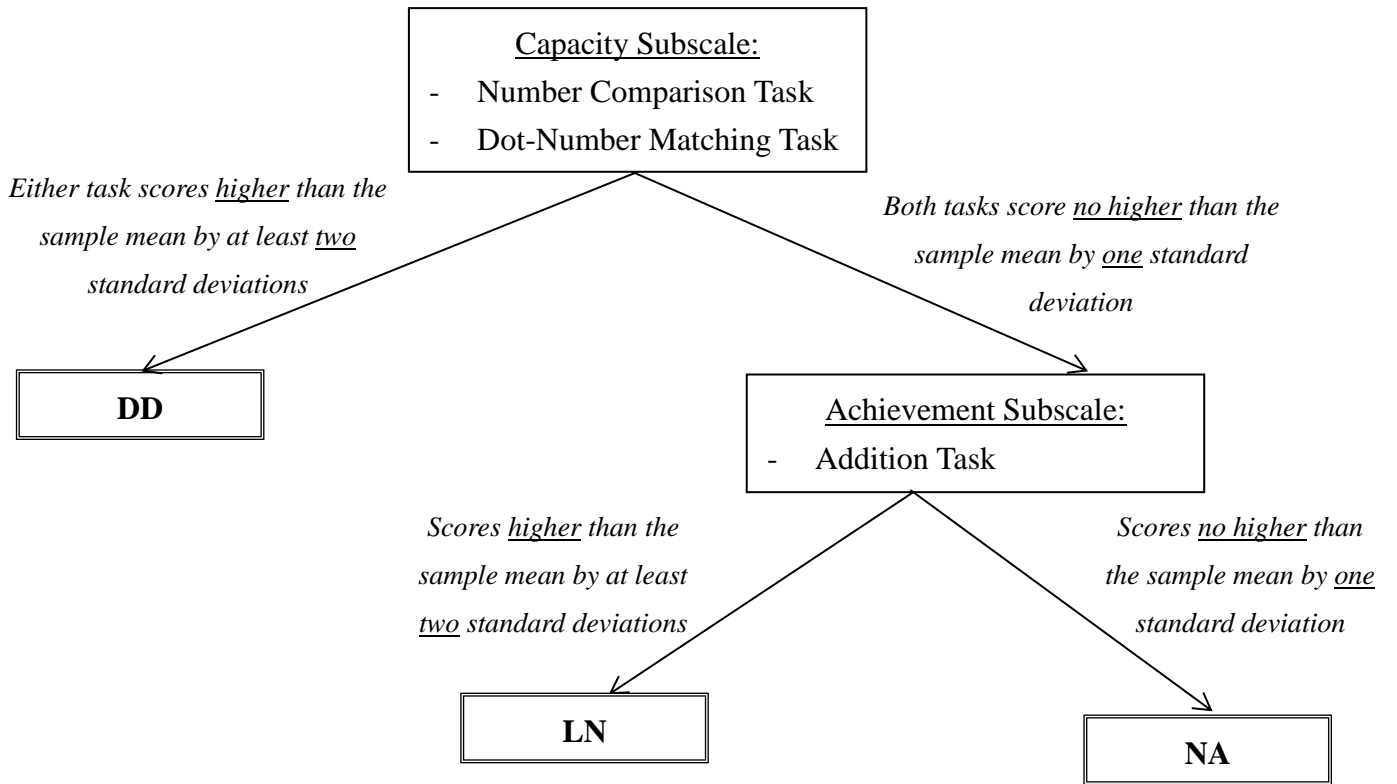 Capacity Subscale:
- Number Comparison Task
- Dot-Number Matching Task
Either task scores higher than the
sample mean by at least two
standard deviations
Both tasks score no higher than the
sample mean by one standard
deviation
DD
Achievement Subscale:
- Addition Task
Scores higher than the
sample mean by at least
two standard deviations
Scores no higher than
the sample mean by one
standard deviation
LN
NA